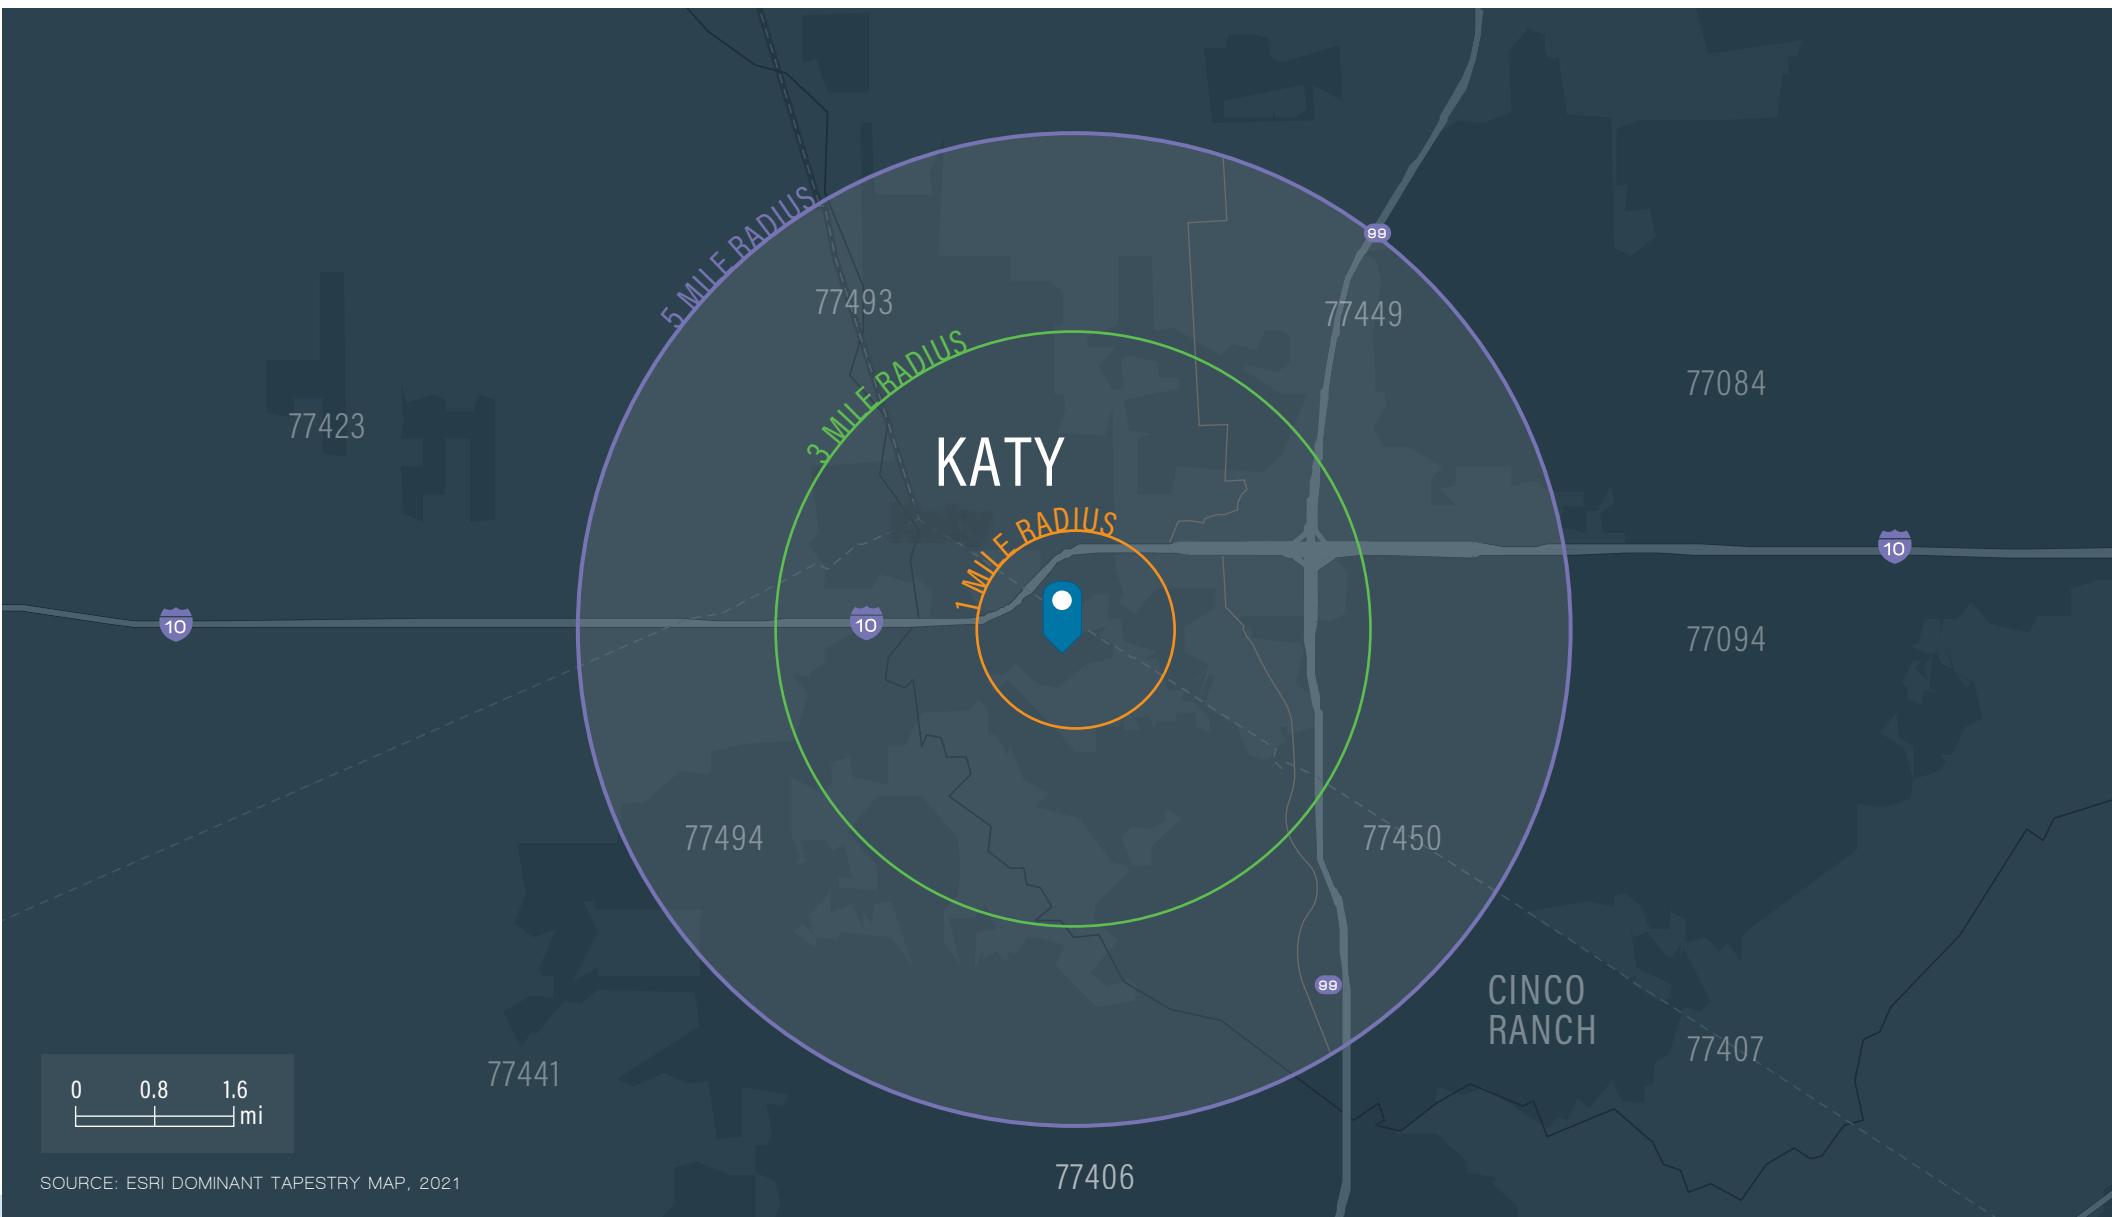 99
5 MILE RADIUS
77493
77449
3 MILE RADIUS
77084
77423
KATY
1 MILE RADIUS
10
10
10
77094
77494
77450
99
CINCO
RANCH
77407
77441
0 0.8 1.6
mi
77406
SOURCE: ESRI DOMINANT TAPESTRY MAP, 2021